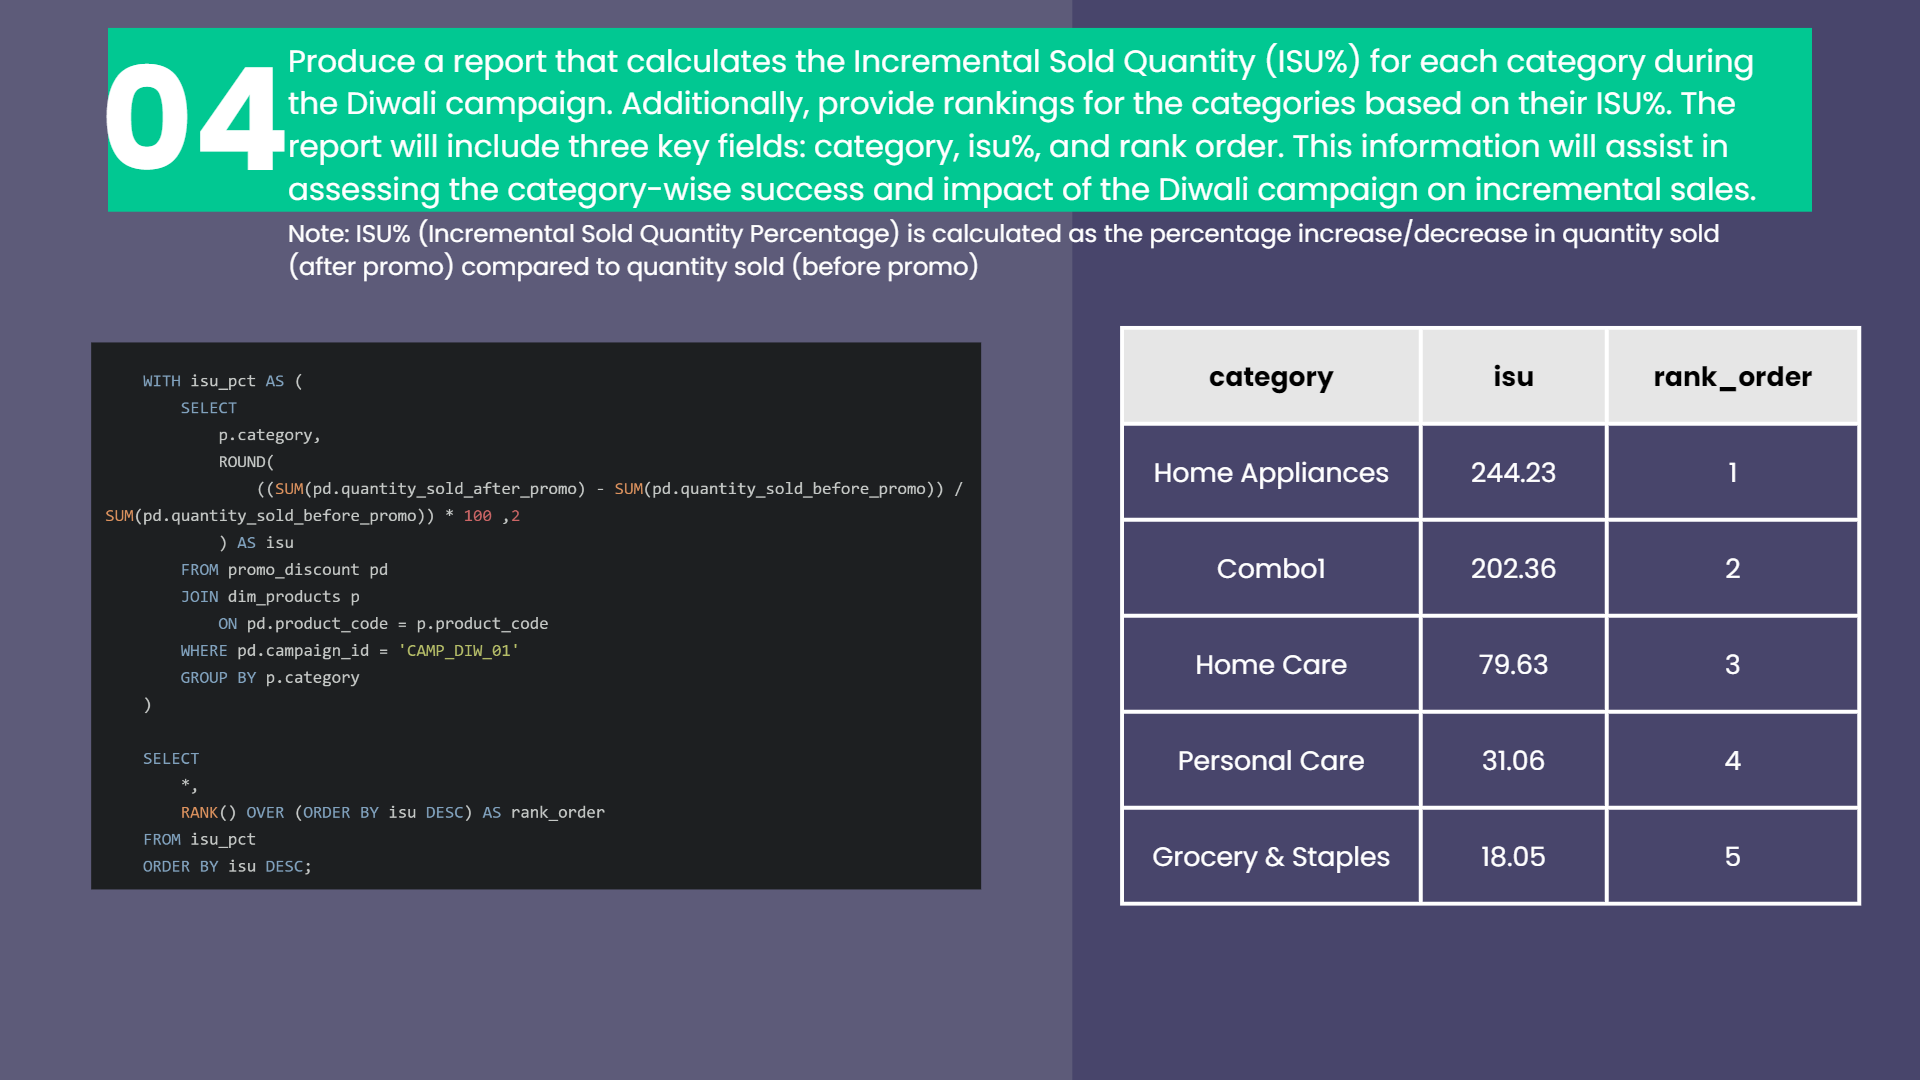 04
Produce a report that calculates the Incremental Sold Quantity (ISU%) for each category during
the Diwali campaign. Additionally, provide rankings for the categories based on their ISU%. The
report will include three key fields: category, isu%, and rank order. This information will assist in
assessing the category-wise success and impact of the Diwali campaign on incremental sales.
Note: ISU% (Incremental Sold Quantity Percentage) is calculated as the percentage increase/decrease in quantity sold
(after promo) compared to quantity sold (before promo)
WITH isu_pct AS (
SELECT
p.category,
ROUND(
((SUM(pd.quantity_sold_after_promo) - SUM(pd.quantity_sold_before_promo)) /
SUM(pd.quantity_sold_before_promo)) * 100 ,2
) AS isu
FROM promo_discount pd
JOIN dim_products p
ON pd.product_code = p.product_code
WHERE pd.campaign_id = 'CAMP_DIW_01'
GROUP BY p.category
)
SELECT
*,
RANK() OVER (ORDER BY isu DESC) AS rank_order
FROM isu_pct
ORDER BY isu DESC;
category isu rank_order
Home Appliances 244.23 1
Combo1 202.36 2
Home Care 79.63 3
Personal Care 31.06 4
Grocery & Staples 18.05 5